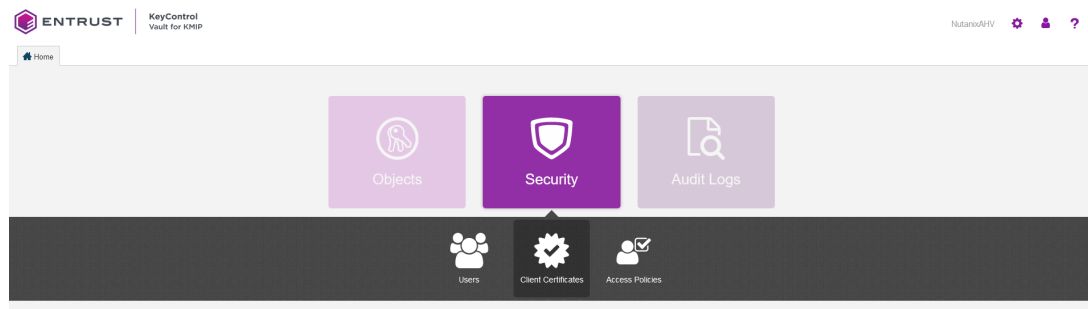 ENTRUST
KeyControl
Vault for KMIP
NutanixAHV
?
Home
Objects
Security
Audit Logs
Users
Client Certificates
Access Policies